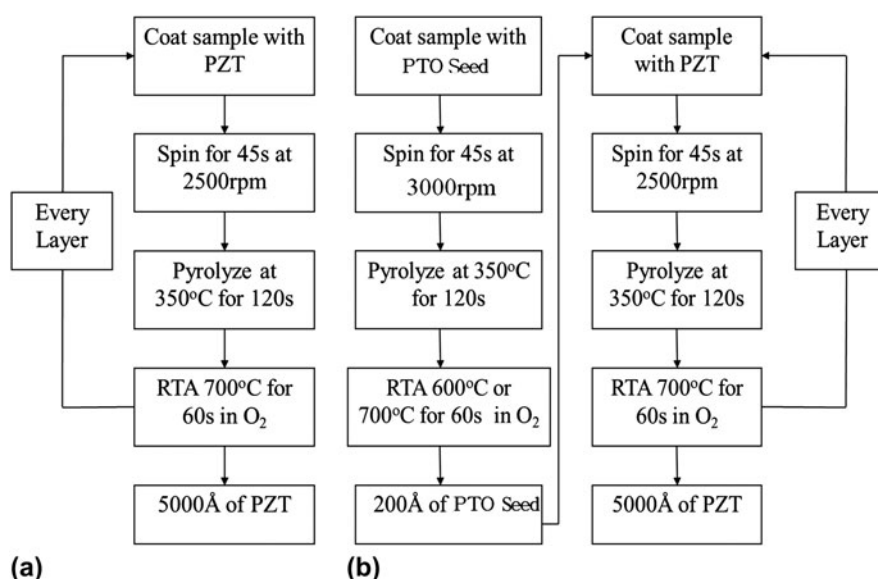 Coat sample with
PZT
Spin for 45s at
2500rpm
Every
Layer
Pyrolyze at
350°C for 120s
RTA 700°C for
60s in O₂
5000Å of PZT
(a)
Coat sample with
PTO Seed
Spin for 45s at
3000rpm
Pyrolyze at 350°C
for 120s
RTA 600°C or
700°C for 60s in O₂
200Å of PTO Seed
(b)
Coat sample
with PZT
Spin for 45s at
2500rpm
Every
Layer
Pyrolyze at
350°C for 120s
RTA 700°C for
60s in O₂
5000Å of PZT